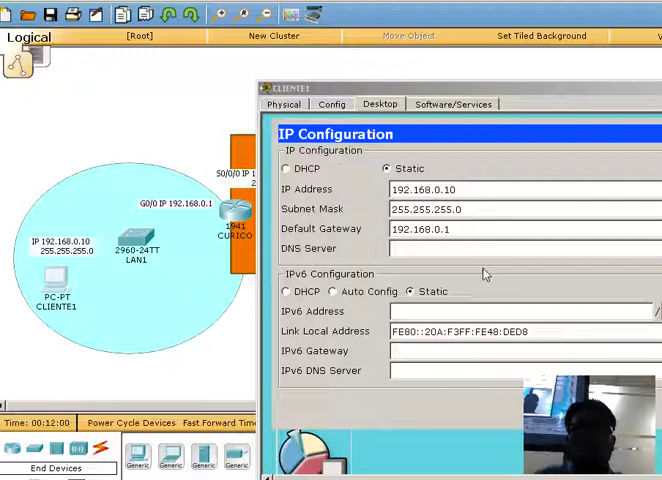 Logical
[Root]
New Cluster
Move Object
Set Tiled Background
CLIENTE1
Physical
Config
Desktop
Software/Services
IP Configuration
IP Configuration
DHCP
Static
IP Address
192.168.0.10
Subnet Mask
255.255.255.0
Default Gateway
192.168.0.1
DNS Server
IPv6 Configuration
DHCP
Auto Config
Static
IPv6 Address
/
Link Local Address
FE80::20A:F3FF:FE48:DED8
IPv6 Gateway
IPv6 DNS Server
S0/0/0 IP
G0/0 IP 192.168.0.1
1941
CURICO
IP 192.168.0.10
255.255.255.0
2960-24TT
LAN1
PC-PT
CLIENTE1
Time: 00:12:00
Power Cycle Devices
Fast Forward Time
End Devices
Generic
Generic
Generic
Generic